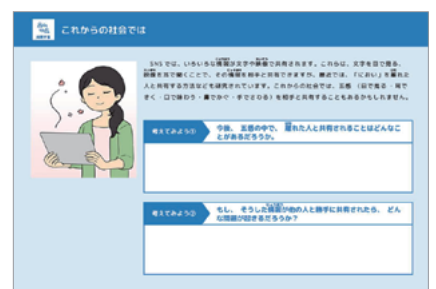 これからの社会では
SNSでは、いろいろな情報が文字や映像で共有されます。これらは、文字を目で見る、
映像を耳で聞くことで、その情報を相手と共有できますが、最近では、「におい」を離れた
人と共有する方法なども研究されています。これからの社会では、五感（目で見る・耳で
きく・口で味わう・鼻でかぐ・手でさわる）を相手と共有することもあるかもしれません。
考えてみよう①
今後、五感の中で、離れた人と共有されることはどんなこ
とがあるだろうか。
考えてみよう②
もし、そうした情報が他の人と勝手に共有されたら、どん
な問題が起きるだろうか？